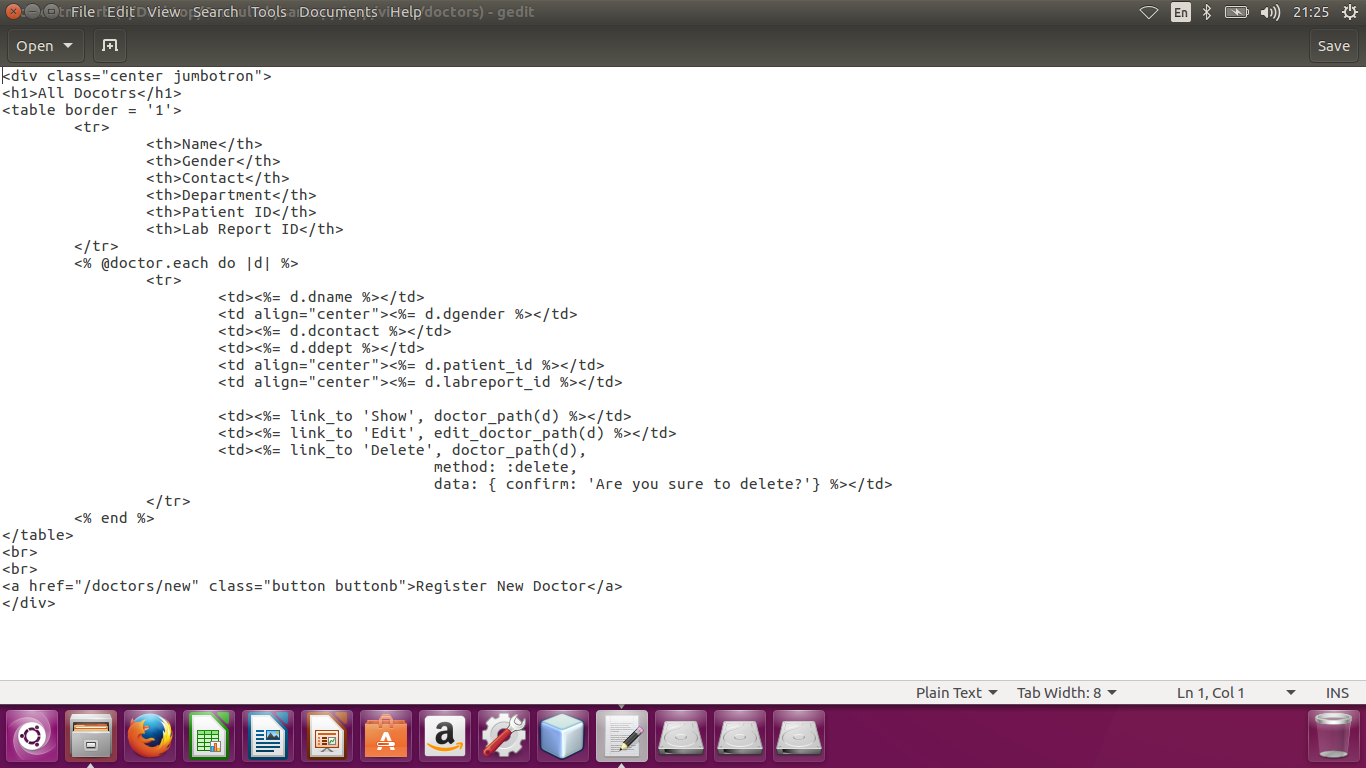 File Edit View Search Tools Documents Help
/doctors) - gedit
En
21:25
Open
Save
<div class="center jumbotron">
<h1>All Docotrs</h1>
<table border = '1'>
        <tr>
                <th>Name</th>
                <th>Gender</th>
                <th>Contact</th>
                <th>Department</th>
                <th>Patient ID</th>
                <th>Lab Report ID</th>
        </tr>
        <% @doctor.each do |d| %>
                <tr>
                        <td><%= d.dname %></td>
                        <td align="center"><%= d.dgender %></td>
                        <td><%= d.dcontact %></td>
                        <td><%= d.ddept %></td>
                        <td align="center"><%= d.patient_id %></td>
                        <td align="center"><%= d.labreport_id %></td>

                        <td><%= link_to 'Show', doctor_path(d) %></td>
                        <td><%= link_to 'Edit', edit_doctor_path(d) %></td>
                        <td><%= link_to 'Delete', doctor_path(d),
                                                method: :delete,
                                                data: { confirm: 'Are you sure to delete?'} %></td>
                </tr>
        <% end %>
</table>
<br>
<br>
<a href="/doctors/new" class="button buttonb">Register New Doctor</a>
</div>
Plain Text
Tab Width: 8
Ln 1, Col 1
INS